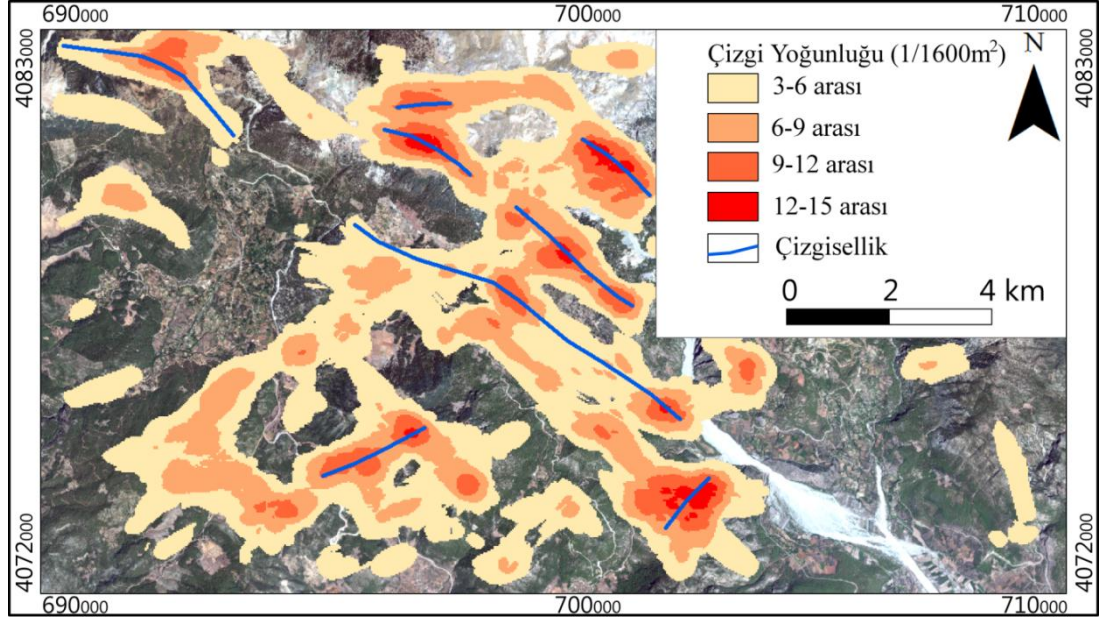 690000 700000 710000
4083000
4083000
Çizgi Yoğunluğu (1/1600m²)
N
3-6 arası
6-9 arası
9-12 arası
12-15 arası
Çizgisellik
0 2 4 km
4072000
4072000
690000 700000 710000